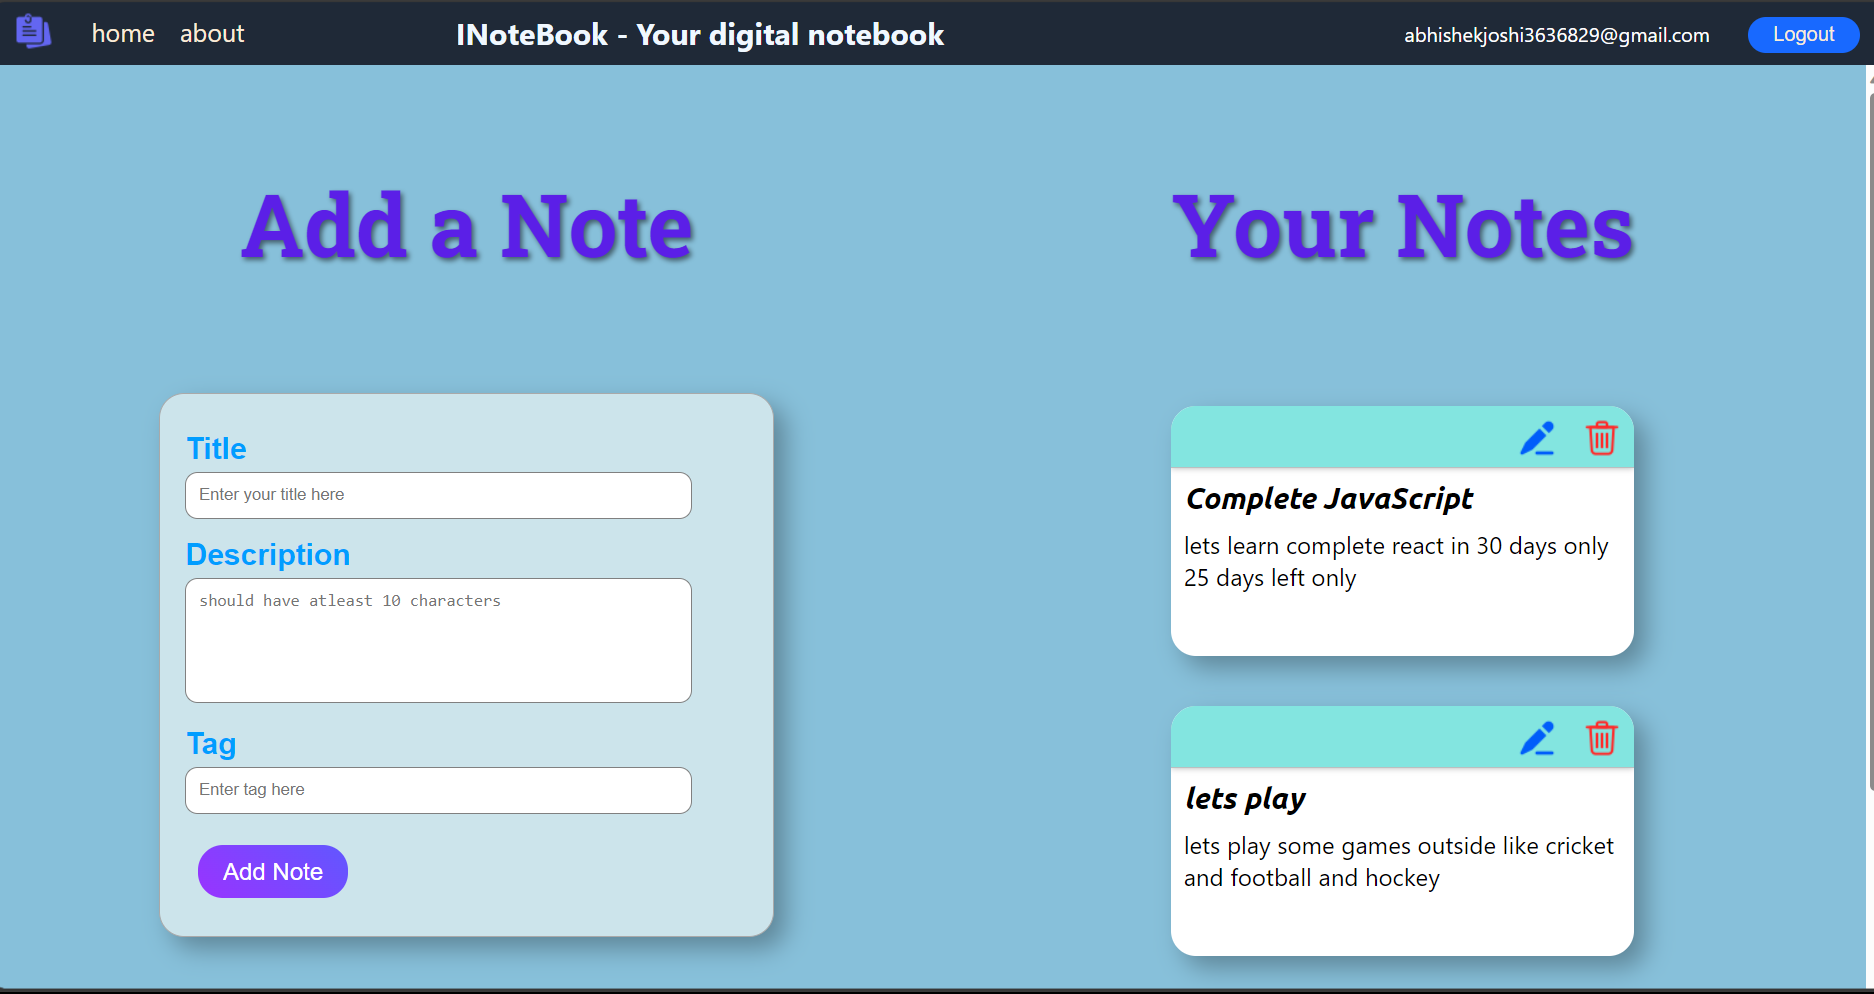 home about INoteBook - Your digital notebook abhishekjoshi3636829@gmail.com Logout
Add a Note
Title
Enter your title here
Description
should have atleast 10 characters
Tag
Enter tag here
Add Note
Your Notes
Complete JavaScript
lets learn complete react in 30 days only
25 days left only
lets play
lets play some games outside like cricket
and football and hockey